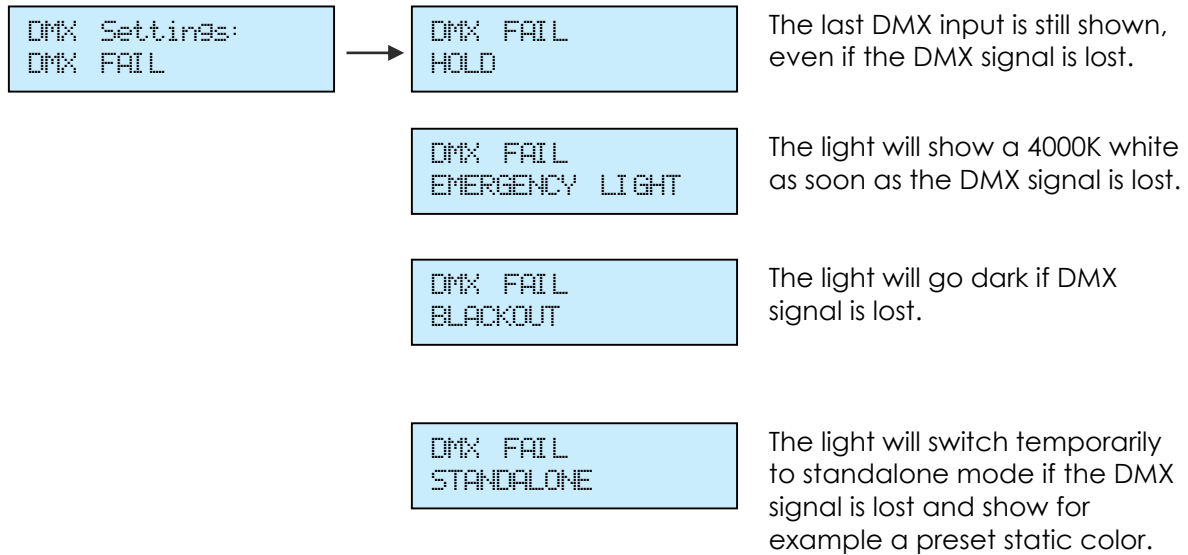 DMX Settings:
DMX FAIL
DMX FAIL
HOLD
The last DMX input is still shown,
even if the DMX signal is lost.
DMX FAIL
EMERGENCY LIGHT
The light will show a 4000K white
as soon as the DMX signal is lost.
DMX FAIL
BLACKOUT
The light will go dark if DMX
signal is lost.
DMX FAIL
STANDALONE
The light will switch temporarily
to standalone mode if the DMX
signal is lost and show for
example a preset static color.